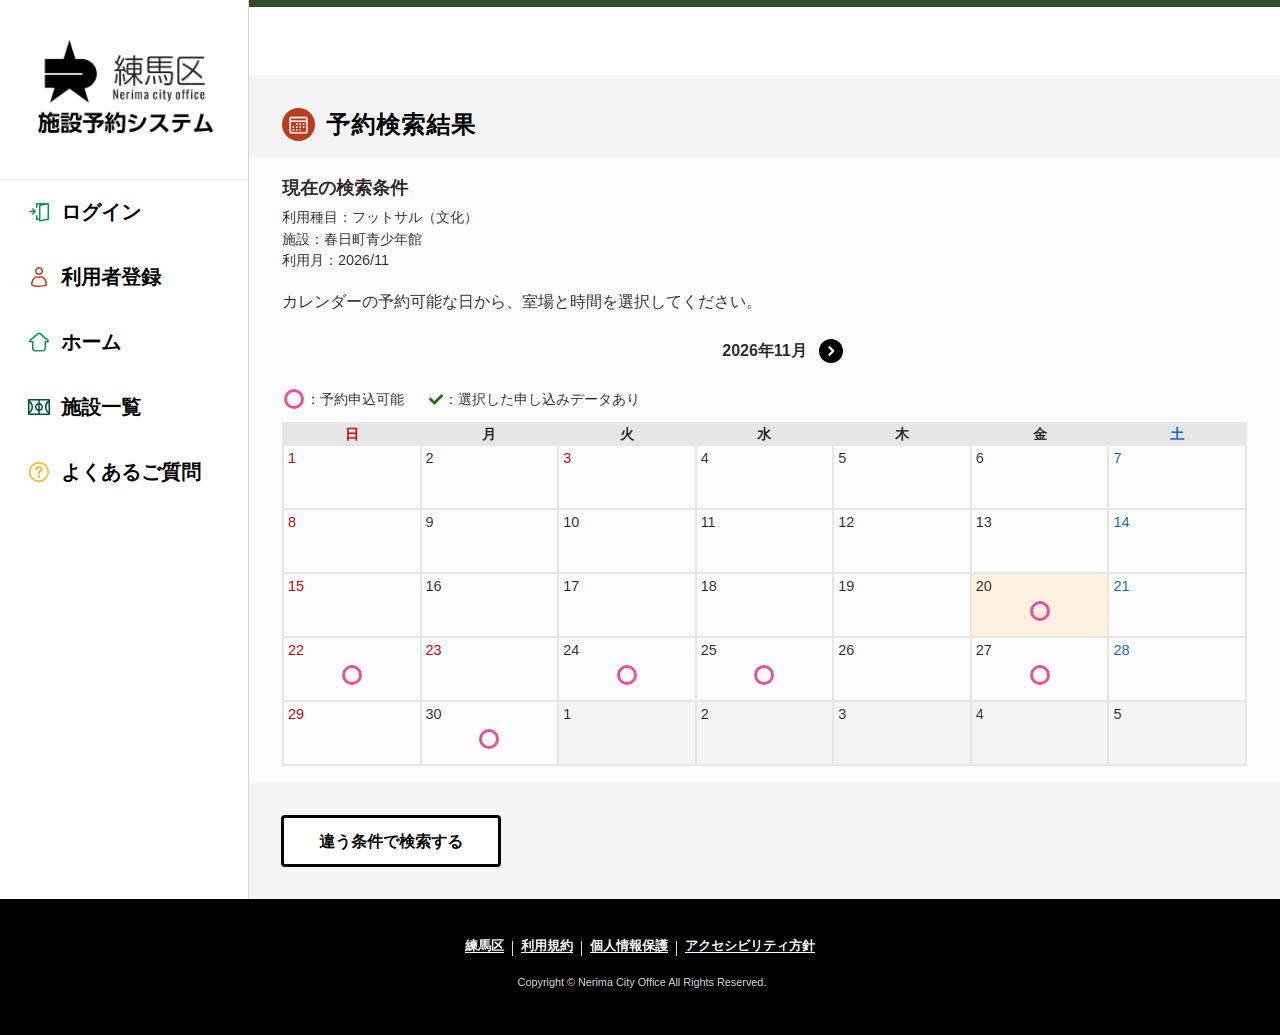 練馬区
Nerima city office
施設予約システム
ログイン
利用者登録
ホーム
施設一覧
よくあるご質問
予約検索結果
現在の検索条件
利用種目：フットサル（文化）
施設：春日町青少年館
利用月：2026/11
カレンダーの予約可能な日から、室場と時間を選択してください。
2026年11月
：予約申込可能 ：選択した申し込みデータあり
日 月 火 水 木 金 土
1 2 3 4 5 6 7
8 9 10 11 12 13 14
15 16 17 18 19 20 21
22 23 24 25 26 27 28
29 30 1 2 3 4 5
違う条件で検索する
練馬区 利用規約 個人情報保護 アクセシビリティ方針
Copyright © Nerima City Office All Rights Reserved.